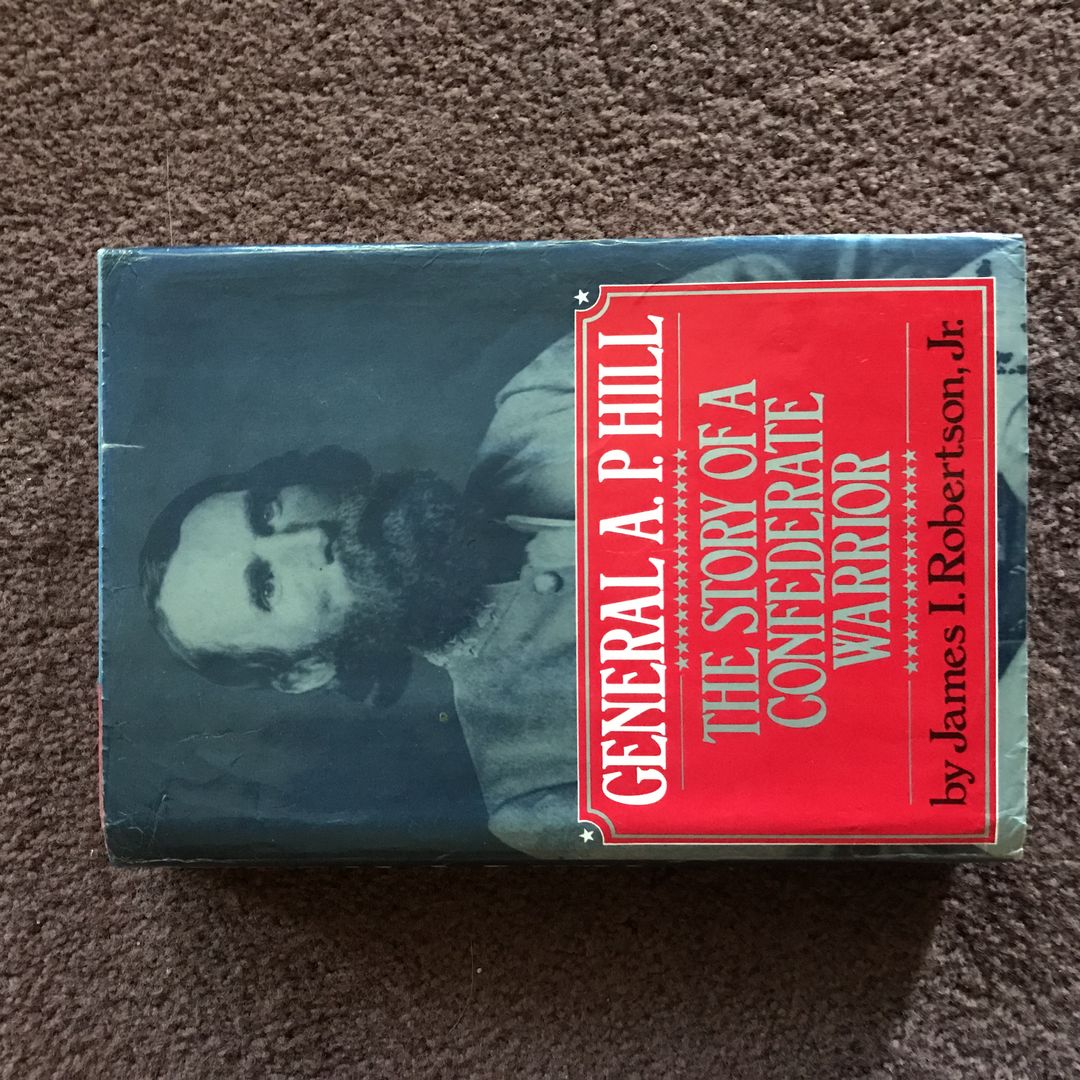 GENERAL A. P. HILL
THE STORY OF A
CONFEDERATE
WARRIOR
by James I. Robertson, Jr.